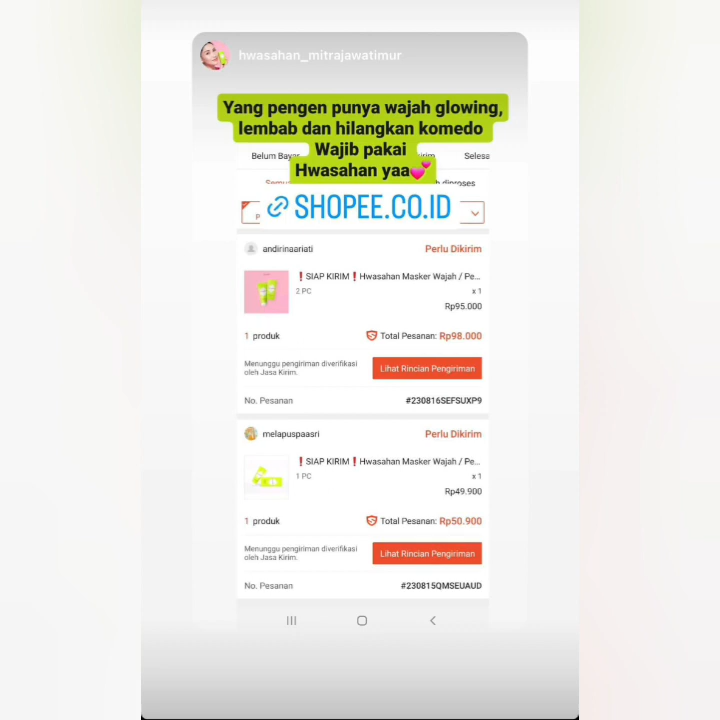 hwasahan_mitrajawatimur
Yang pengen punya wajah glowing,
lembab dan hilangkan komedo
Wajib pakai
Hwasahan yaa💕
Belum Bayar
Selesa
diproses
SHOPEE.CO.ID
andirinaariati
Perlu Dikirim
❗SIAP KIRIM❗Hwasahan Masker Wajah / Pe...
2 PC
x 1
Rp95.000
1 produk
Total Pesanan: Rp98.000
Menunggu pengiriman diverifikasi
oleh Jasa Kirim.
Lihat Rincian Pengiriman
No. Pesanan
#230816SEFSUXP9
melapuspaasri
Perlu Dikirim
❗SIAP KIRIM❗Hwasahan Masker Wajah / Pe...
1 PC
x 1
Rp49.900
1 produk
Total Pesanan: Rp50.900
Menunggu pengiriman diverifikasi
oleh Jasa Kirim.
Lihat Rincian Pengiriman
No. Pesanan
#230815QMSEUAUD